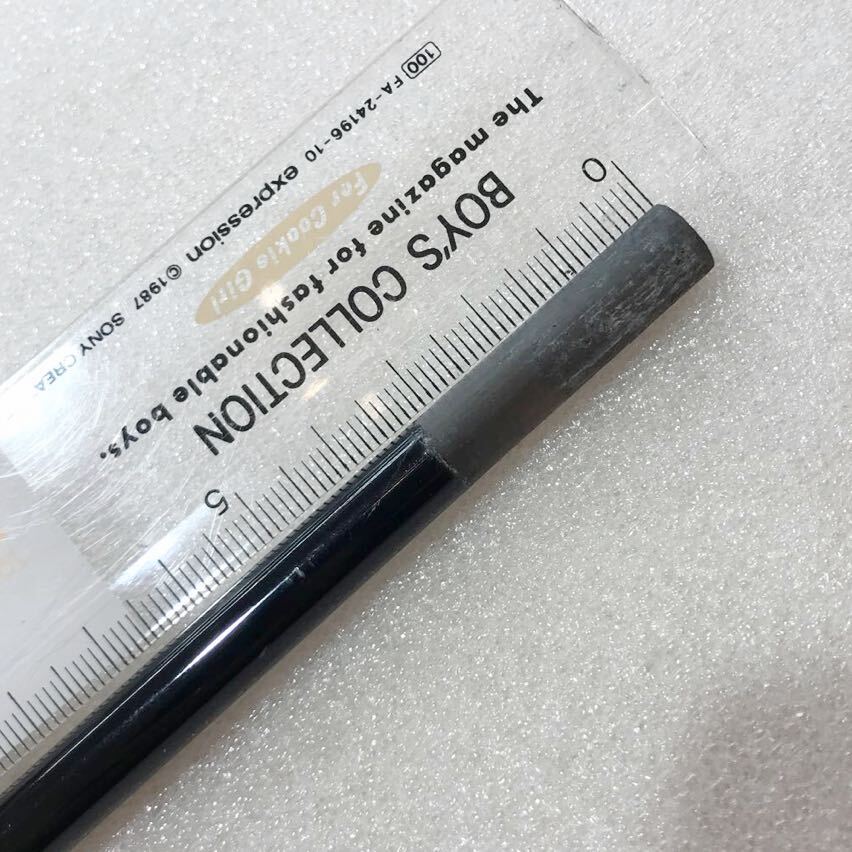 100 FA-24196-10 expression ©1987 SONY CREA
For Cookie Girl
The magazine for fashionable boys.
BOY'S COLLECTION
0
5